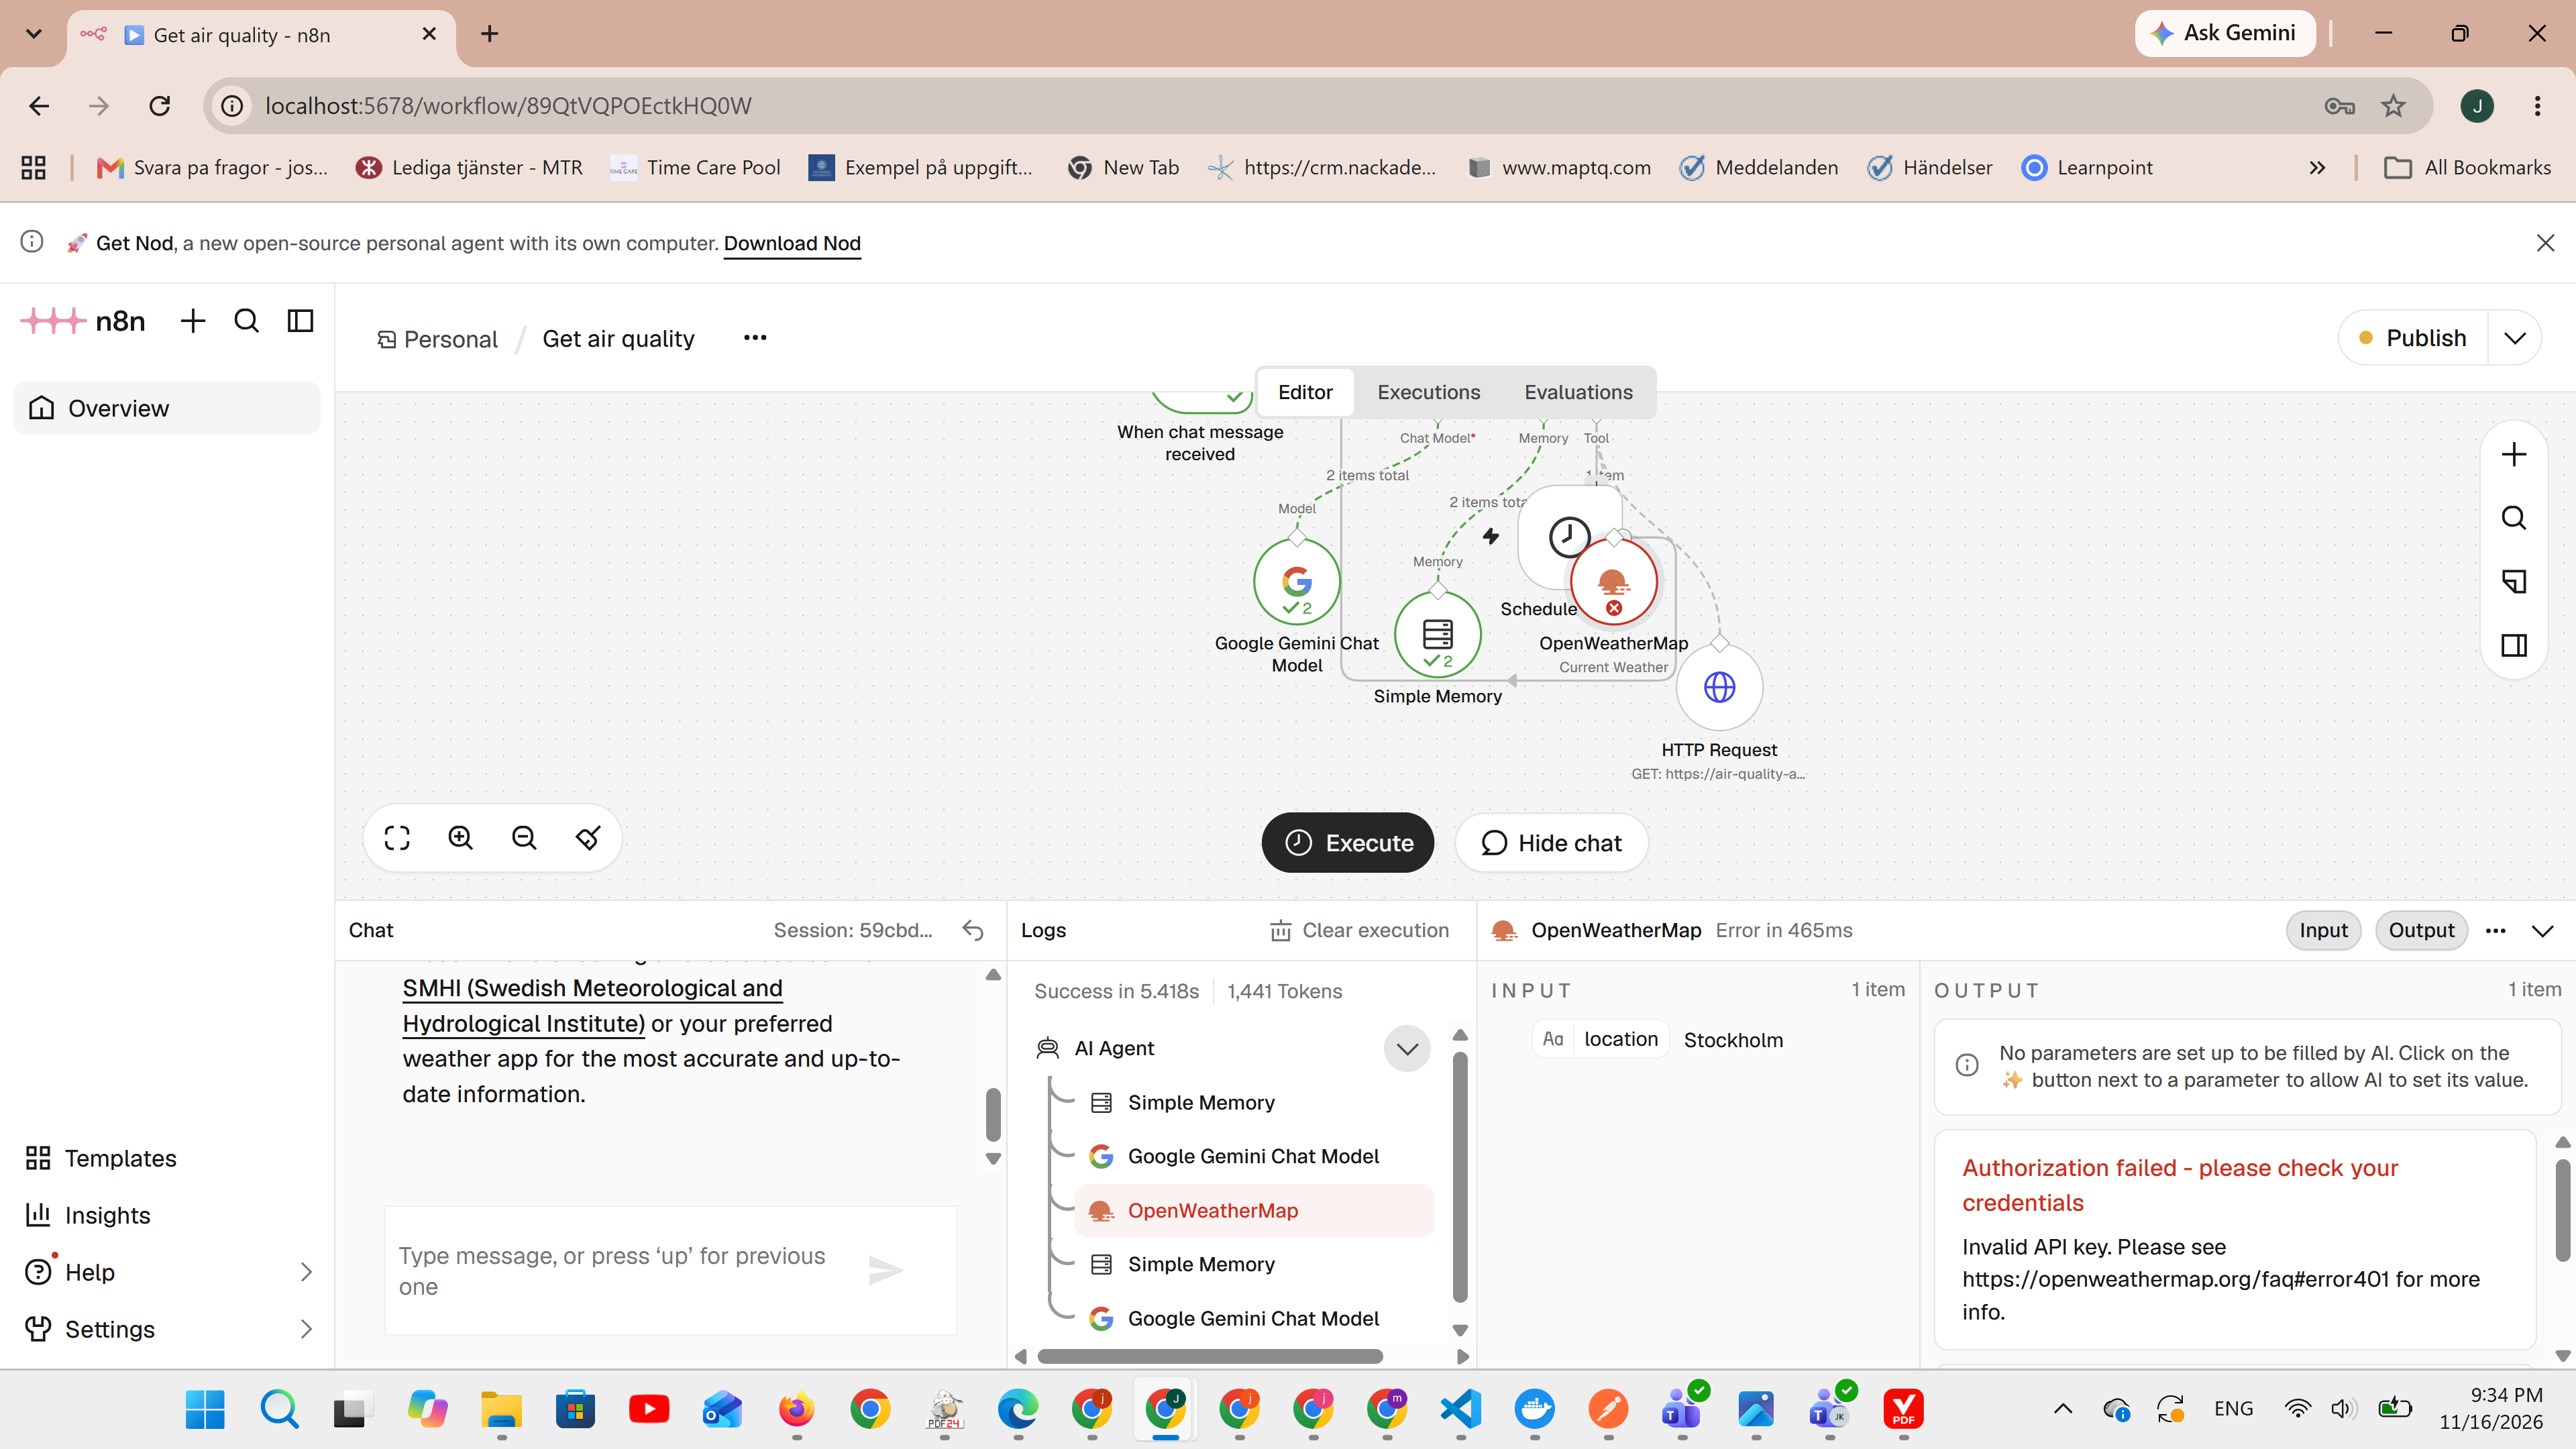 Get air quality - n8n
Ask Gemini
localhost:5678/workflow/89QtVQPOEctkHQ0W
J
Svara pa fragor - jos...
Lediga tjänster - MTR
Time Care Pool
Exempel på uppgift...
New Tab
https://crm.nackade...
www.maptq.com
Meddelanden
Händelser
Learnpoint
All Bookmarks
🚀 Get Nod, a new open-source personal agent with its own computer. Download Nod
n8n
Personal / Get air quality
Publish
Overview
Editor
Executions
Evaluations
When chat message
received
Chat Model*
Memory
Tool
2 items total
Model
Memory
2
Google Gemini Chat
Model
2
Simple Memory
Schedule
OpenWeatherMap
Current Weather
HTTP Request
GET: https://air-quality-a...
Execute
Hide chat
Chat
Session: 59cbd...
SMHI (Swedish Meteorological and
Hydrological Institute) or your preferred
weather app for the most accurate and up-to-
date information.
Type message, or press ‘up’ for previous
one
Logs
Clear execution
Success in 5.418s
1,441 Tokens
AI Agent
Simple Memory
Google Gemini Chat Model
OpenWeatherMap
Simple Memory
Google Gemini Chat Model
OpenWeatherMap Error in 465ms
Input
Output
INPUT
1 item
Aa location Stockholm
OUTPUT
1 item
No parameters are set up to be filled by AI. Click on the
✨ button next to a parameter to allow AI to set its value.
Authorization failed - please check your
credentials
Invalid API key. Please see
https://openweathermap.org/faq#error401 for more
info.
Templates
Insights
Help
Settings
ENG
9:34 PM
11/16/2026